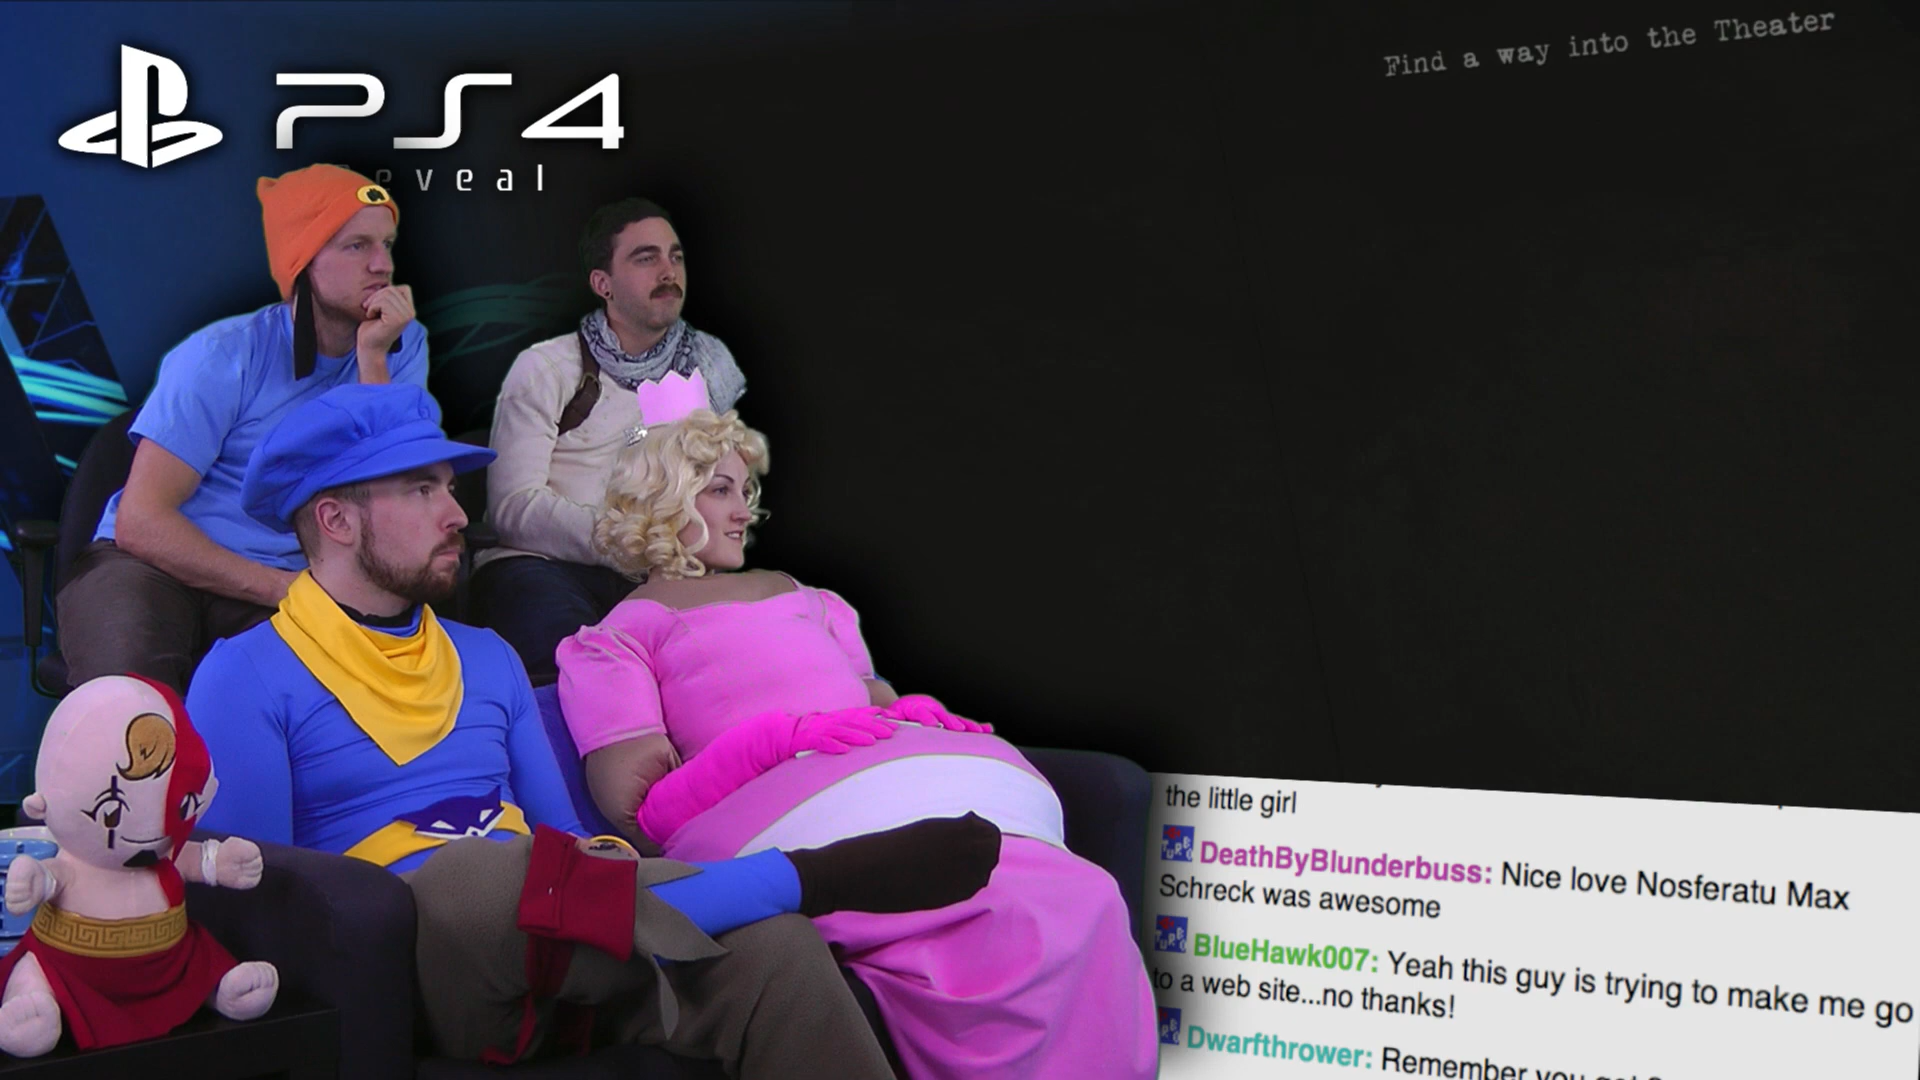 PS4
Reveal
Find a way into the Theater
the little girl
DeathByBlunderbuss: Nice love Nosferatu Max
Schreck was awesome
BlueHawk007: Yeah this guy is trying to make me go
to a web site...no thanks!
Dwarfthrower: Remember you